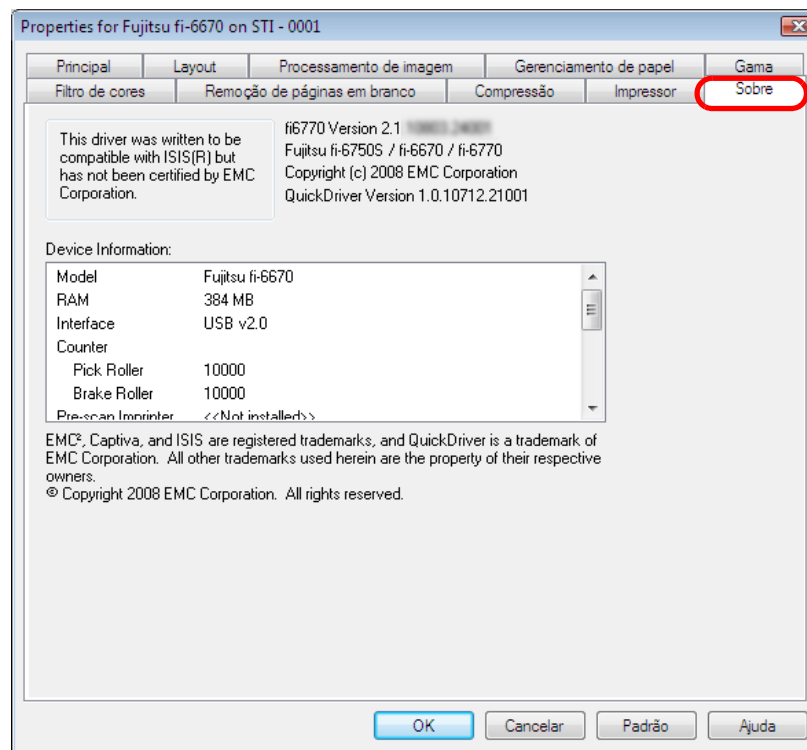 Properties for Fujitsu fi-6670 on STI - 0001
Principal Layout Processamento de imagem Gerenciamento de papel Gama
Filtro de cores Remoção de páginas em branco Compressão Impressor Sobre
This driver was written to be
compatible with ISIS(R) but
has not been certified by EMC
Corporation.
fi6770 Version 2.1
Fujitsu fi-6750S / fi-6670 / fi-6770
Copyright (c) 2008 EMC Corporation
QuickDriver Version 1.0.10712.21001
Device Information:
Model Fujitsu fi-6670
RAM 384 MB
Interface USB v2.0
Counter
Pick Roller 10000
Brake Roller 10000
Pre-scan Imprinter <<Not installed>>
EMC², Captiva, and ISIS are registered trademarks, and QuickDriver is a trademark of
EMC Corporation. All other trademarks used herein are the property of their respective
owners.
© Copyright 2008 EMC Corporation. All rights reserved.
OK Cancelar Padrão Ajuda